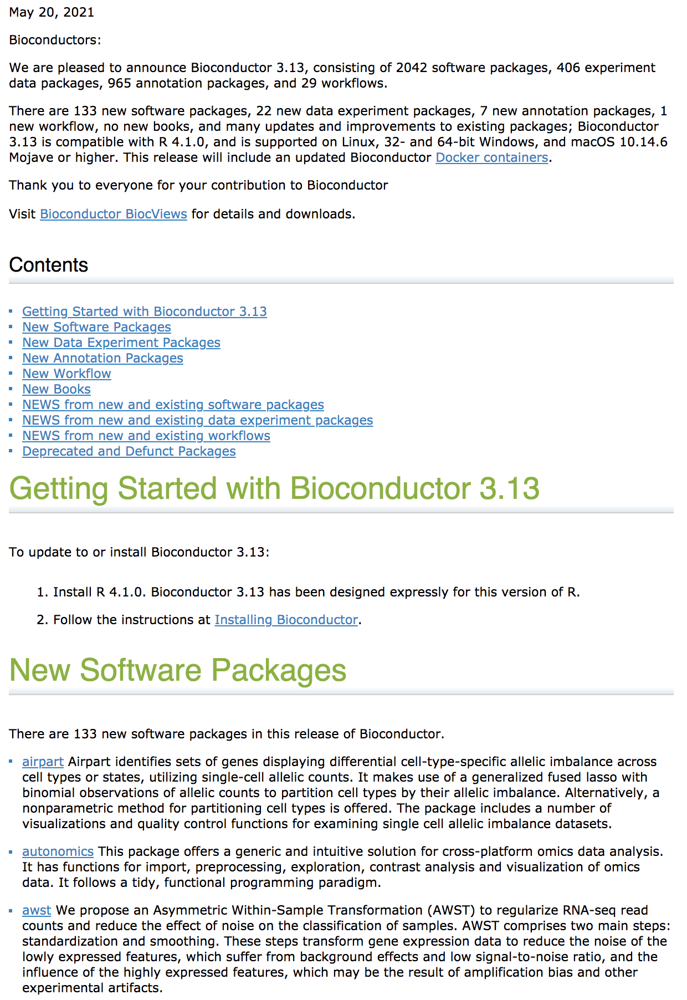 May 20, 2021
Bioconductors:
We are pleased to announce Bioconductor 3.13, consisting of 2042 software packages, 406 experiment
data packages, 965 annotation packages, and 29 workflows.
There are 133 new software packages, 22 new data experiment packages, 7 new annotation packages, 1
new workflow, no new books, and many updates and improvements to existing packages; Bioconductor
3.13 is compatible with R 4.1.0, and is supported on Linux, 32- and 64-bit Windows, and macOS 10.14.6
Mojave or higher. This release will include an updated Bioconductor Docker containers.
Thank you to everyone for your contribution to Bioconductor
Visit Bioconductor BiocViews for details and downloads.
Contents
Getting Started with Bioconductor 3.13
New Software Packages
New Data Experiment Packages
New Annotation Packages
New Workflow
New Books
NEWS from new and existing software packages
NEWS from new and existing data experiment packages
NEWS from new and existing workflows
Deprecated and Defunct Packages
Getting Started with Bioconductor 3.13
To update to or install Bioconductor 3.13:
1. Install R 4.1.0. Bioconductor 3.13 has been designed expressly for this version of R.
2. Follow the instructions at Installing Bioconductor.
New Software Packages
There are 133 new software packages in this release of Bioconductor.
airpart Airpart identifies sets of genes displaying differential cell-type-specific allelic imbalance across
cell types or states, utilizing single-cell allelic counts. It makes use of a generalized fused lasso with
binomial observations of allelic counts to partition cell types by their allelic imbalance. Alternatively, a
nonparametric method for partitioning cell types is offered. The package includes a number of
visualizations and quality control functions for examining single cell allelic imbalance datasets.
autonomics This package offers a generic and intuitive solution for cross-platform omics data analysis.
It has functions for import, preprocessing, exploration, contrast analysis and visualization of omics
data. It follows a tidy, functional programming paradigm.
awst We propose an Asymmetric Within-Sample Transformation (AWST) to regularize RNA-seq read
counts and reduce the effect of noise on the classification of samples. AWST comprises two main steps:
standardization and smoothing. These steps transform gene expression data to reduce the noise of the
lowly expressed features, which suffer from background effects and low signal-to-noise ratio, and the
influence of the highly expressed features, which may be the result of amplification bias and other
experimental artifacts.